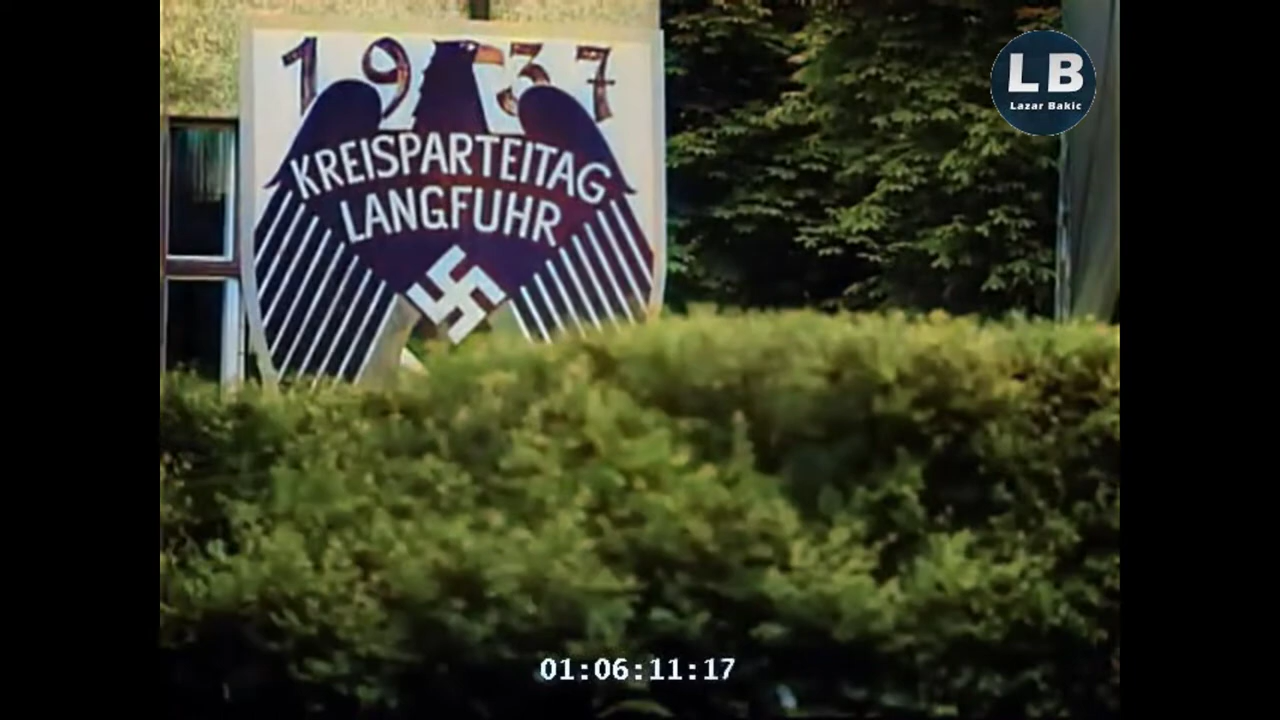 1937
KREISPARTEITAG
LANGFUHR
LB
Lazar Bakic
01:06:11:17